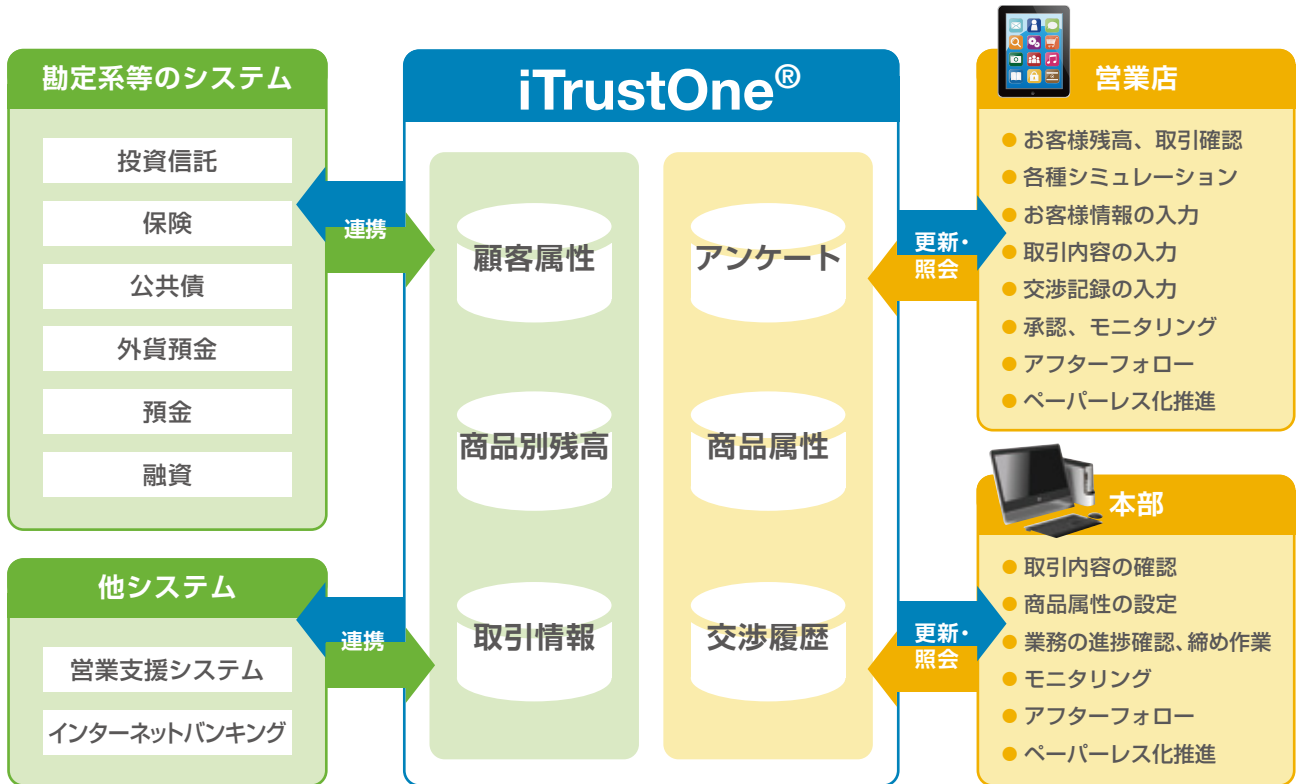 勘定系等のシステム
投資信託
保険
公共債
外貨預金
預金
融資
連携
他システム
営業支援システム
インターネットバンキング
連携
iTrustOne®
顧客属性
商品別残高
取引情報
アンケート
商品属性
交渉履歴
更新・
照会
更新・
照会
営業店
● お客様残高、取引確認
● 各種シミュレーション
● お客様情報の入力
● 取引内容の入力
● 交渉記録の入力
● 承認、モニタリング
● アフターフォロー
● ペーパーレス化推進
本部
● 取引内容の確認
● 商品属性の設定
● 業務の進捗確認、締め作業
● モニタリング
● アフターフォロー
● ペーパーレス化推進